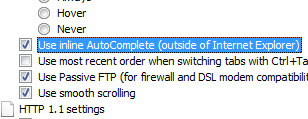 Hover
Never
Use inline AutoComplete (outside of Internet Explorer)
Use most recent order when switching tabs with Ctrl+Ta
Use Passive FTP (for firewall and DSL modem compatibilit
Use smooth scrolling
HTTP 1.1 settings